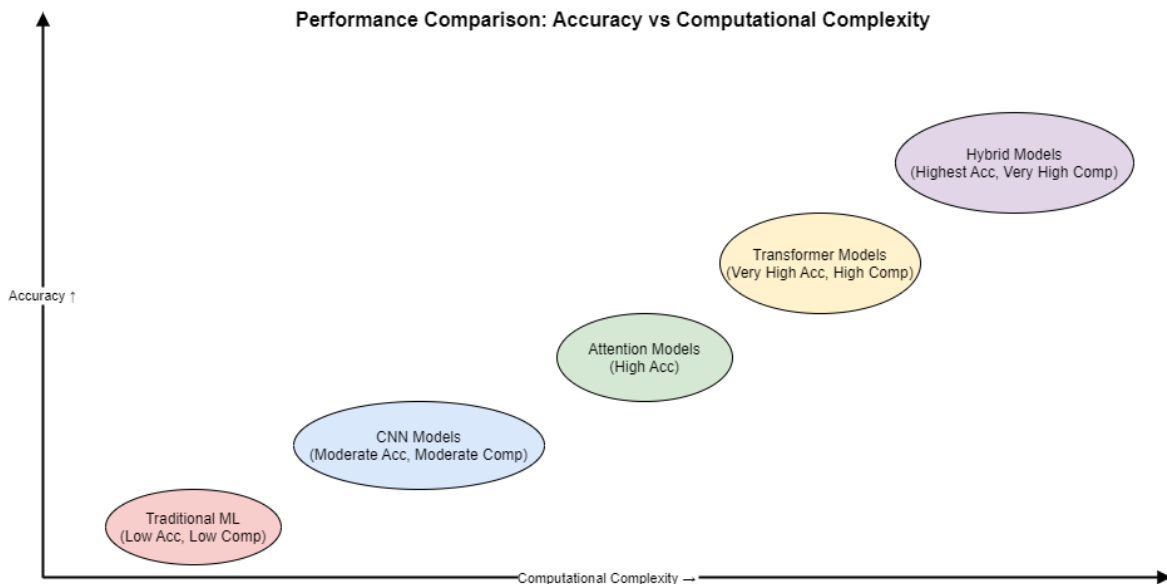 Performance Comparison: Accuracy vs Computational Complexity
Hybrid Models
(Highest Acc, Very High Comp)
Transformer Models
(Very High Acc, High Comp)
Accuracy ↑
Attention Models
(High Acc)
CNN Models
(Moderate Acc, Moderate Comp)
Traditional ML
(Low Acc, Low Comp)
Computational Complexity →